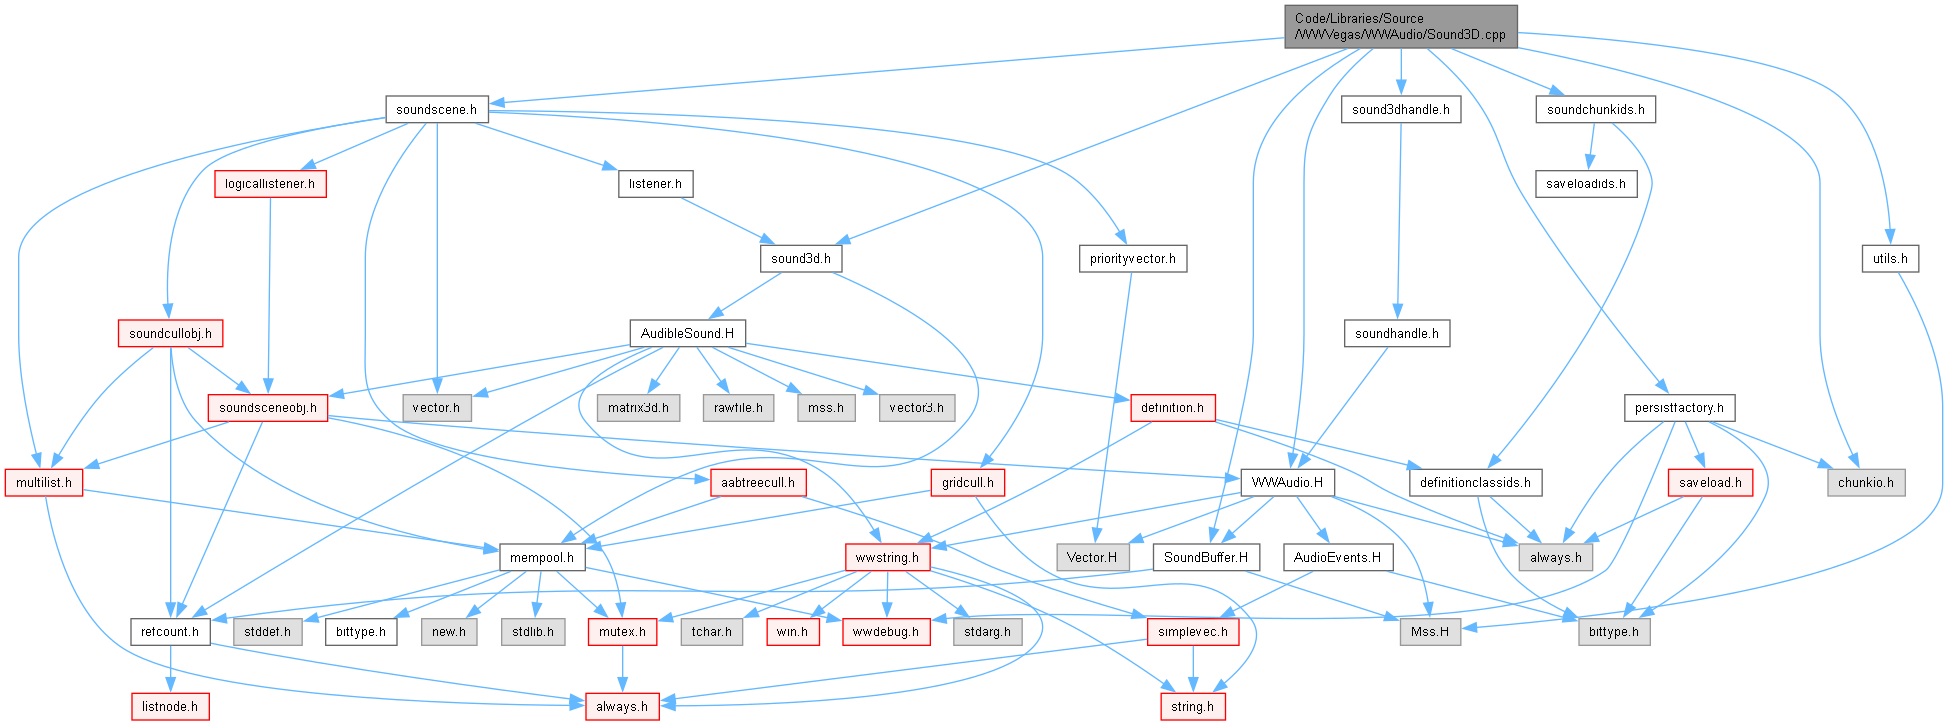 Code/Libraries/Source
/WWVegas/WWAudio/Sound3D.cpp
soundscene.h
sound3dhandle.h
soundchunkids.h
logicallistener.h
listener.h
saveloadids.h
sound3d.h
priorityvector.h
utils.h
soundcullobj.h
AudibleSound.H
soundhandle.h
soundsceneobj.h
vector.h
matrix3d.h
rawfile.h
mss.h
vector3.h
definition.h
persistfactory.h
multilist.h
aabtreecull.h
gridcull.h
WWAudio.H
definitionclassids.h
saveload.h
chunkio.h
mempool.h
wwstring.h
Vector.H
SoundBuffer.H
AudioEvents.H
always.h
refcount.h
stddef.h
bittype.h
new.h
stdlib.h
mutex.h
tchar.h
win.h
wwdebug.h
stdarg.h
simplevec.h
Mss.H
bittype.h
listnode.h
always.h
string.h